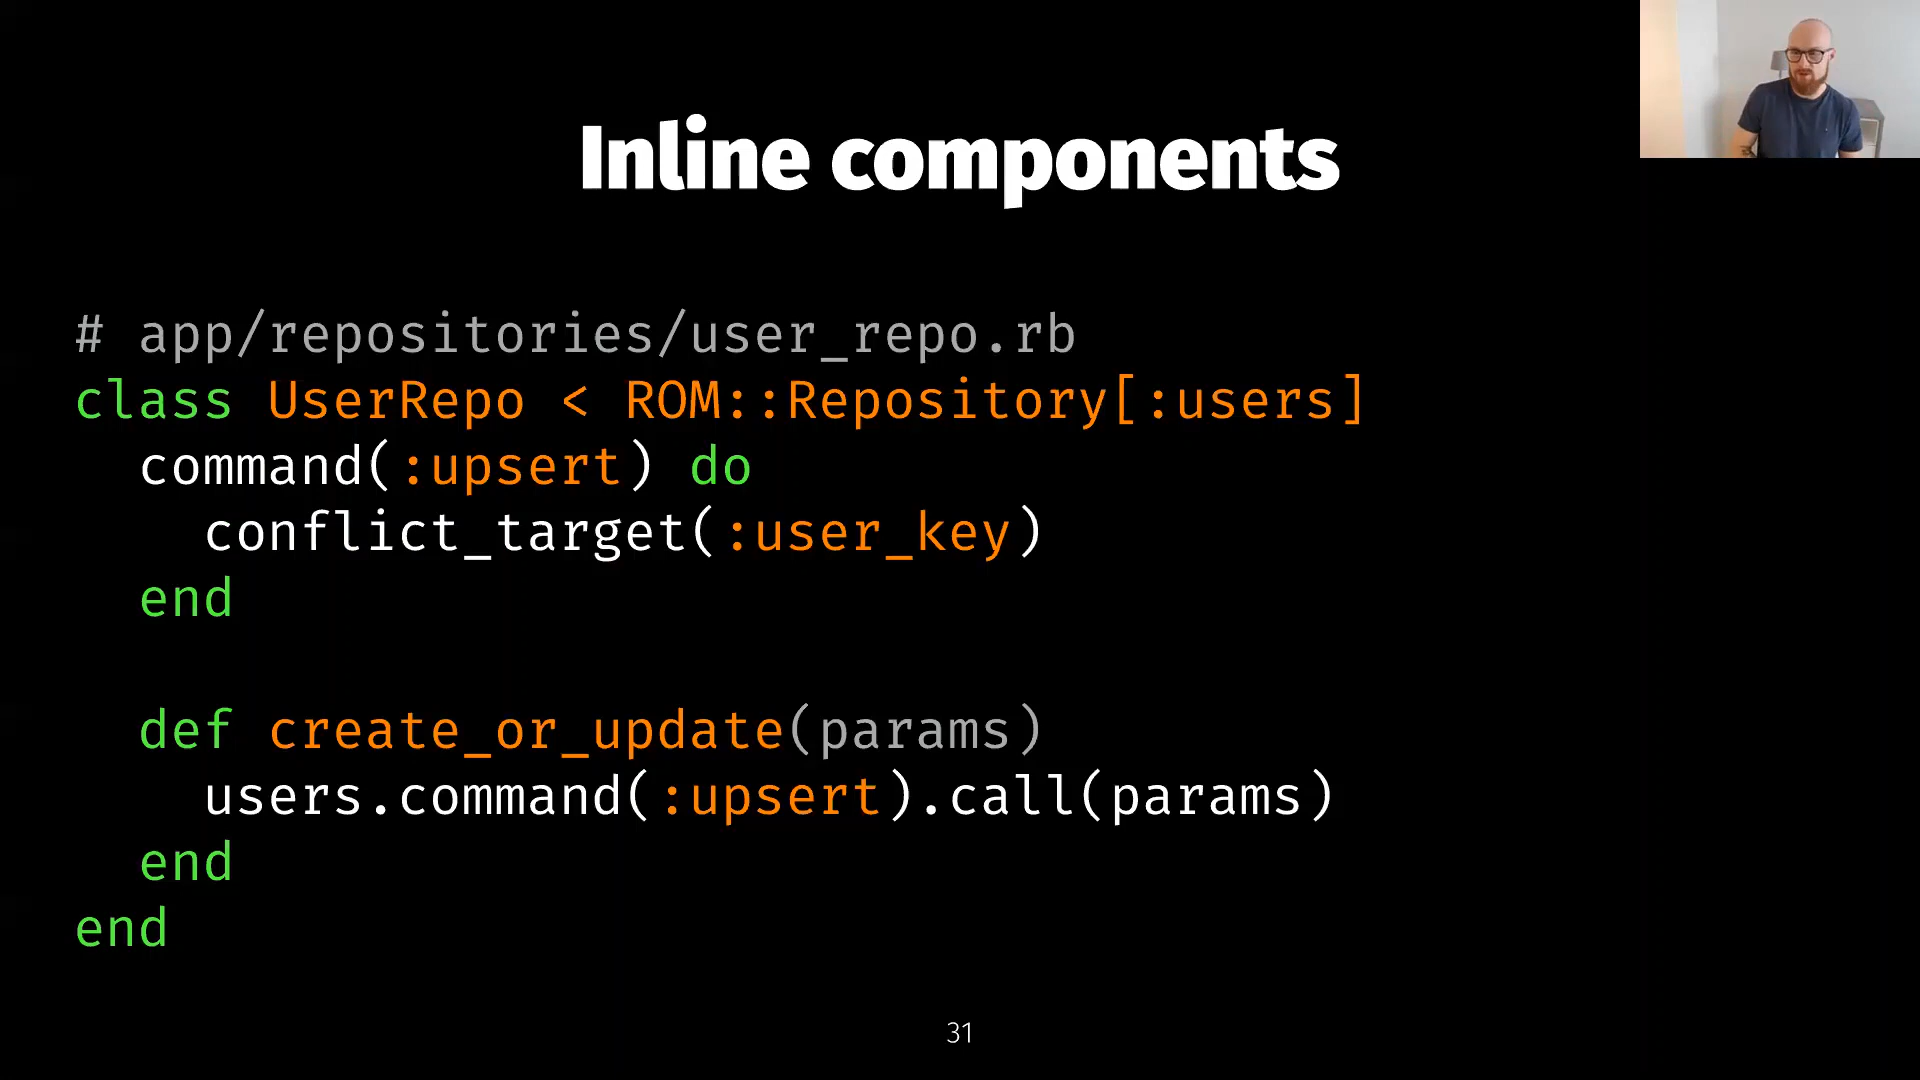 Inline components
# app/repositories/user_repo.rb
class UserRepo < ROM::Repository[:users]
  command(:upsert) do
    conflict_target(:user_key)
  end
  def create_or_update(params)
    users.command(:upsert).call(params)
  end
end
31